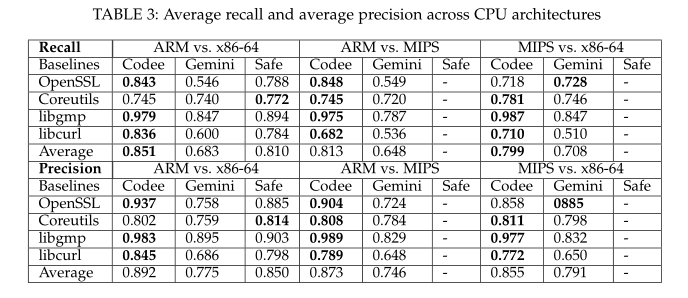 TABLE 3: Average recall and average precision across CPU architectures
Recall ARM vs. x86-64 ARM vs. MIPS MIPS vs. x86-64
Baselines Codee Gemini Safe Codee Gemini Safe Codee Gemini Safe
OpenSSL 0.843 0.546 0.788 0.848 0.549 - 0.718 0.728 -
Coreutils 0.745 0.740 0.772 0.745 0.720 - 0.781 0.746 -
libgmp 0.979 0.847 0.894 0.975 0.787 - 0.987 0.847 -
libcurl 0.836 0.600 0.784 0.682 0.536 - 0.710 0.510 -
Average 0.851 0.683 0.810 0.813 0.648 - 0.799 0.708 -
Precision ARM vs. x86-64 ARM vs. MIPS MIPS vs. x86-64
Baselines Codee Gemini Safe Codee Gemini Safe Codee Gemini Safe
OpenSSL 0.937 0.758 0.885 0.904 0.724 - 0.858 0885 -
Coreutils 0.802 0.759 0.814 0.808 0.784 - 0.811 0.798 -
libgmp 0.983 0.895 0.903 0.989 0.829 - 0.977 0.832 -
libcurl 0.845 0.686 0.798 0.789 0.648 - 0.772 0.650 -
Average 0.892 0.775 0.850 0.873 0.746 - 0.855 0.791 -